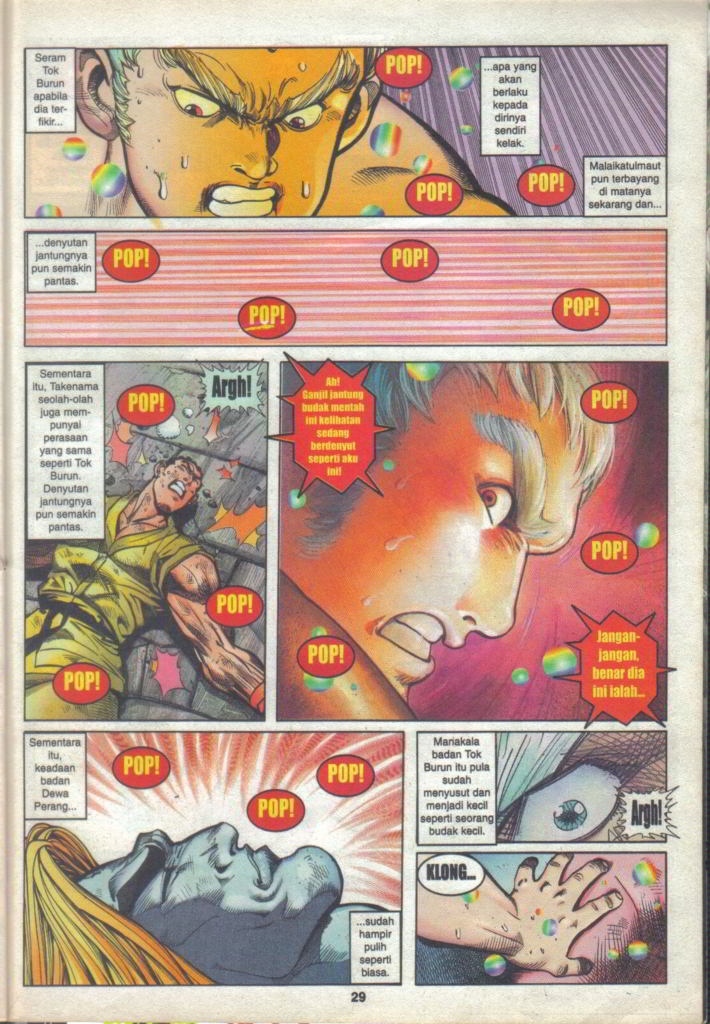 Seram
Tok
Burun
apabila
dia ter-
fikir...
POP!
...apa yang
akan
berlaku
kepada
dirinya
sendiri
kelak.
POP!
POP!
Malaikatulmaut
pun terbayang
di matanya
sekarang dan...
...denyutan
jantungnya
pun semakin
pantas.
POP!
POP!
POP!
POP!
Sementara
itu, Takenama
seolah-olah
juga mem-
punyai
perasaan
yang sama
seperti Tok
Burun.
Denyutan
jantungnya
pun semakin
pantas.
POP!
Argh!
POP!
POP!
Ah!
Ganjil jantung
budak mentah
ini kelihatan
sedang
berdenyut
seperti aku
ini!
POP!
POP!
POP!
Jangan-
jangan,
benar dia
ini ialah...
Sementara
itu,
keadaan
badan
Dewa
Perang...
POP!
POP!
POP!
...sudah
hampir
pulih
seperti
biasa.
Manakala
badan Tok
Burun itu pula
sudah
menyusut dan
menjadi kecil
seperti seorang
budak kecil.
Argh!
KLONG...
29